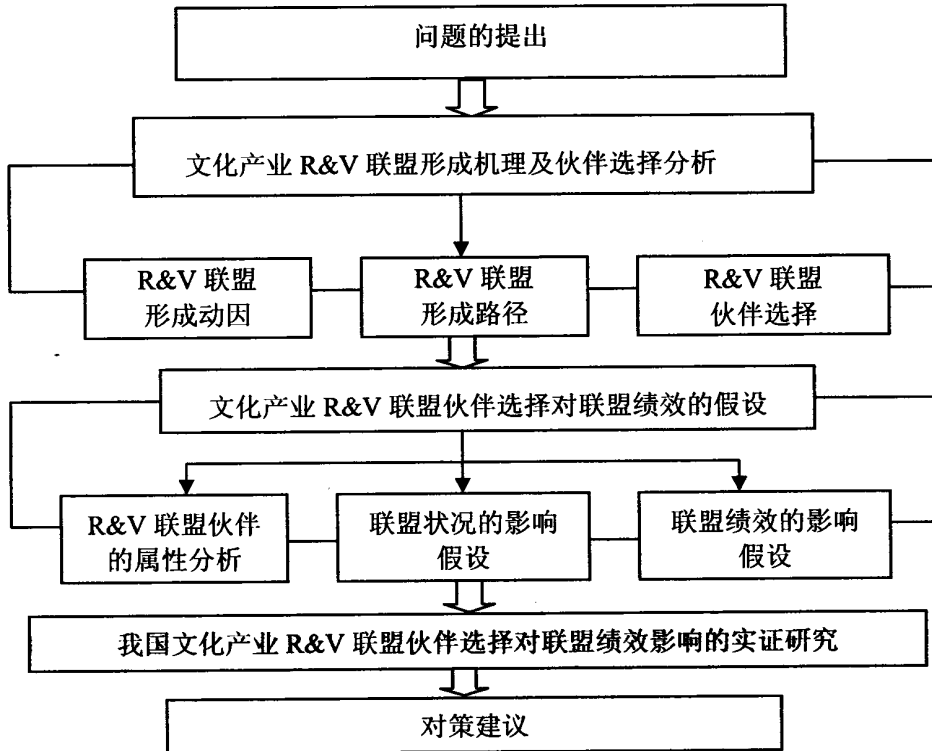 问题的提出
文化产业 R&V 联盟形成机理及伙伴选择分析
R&V 联盟
形成动因
R&V 联盟
形成路径
R&V 联盟
伙伴选择
文化产业 R&V 联盟伙伴选择对联盟绩效的假设
R&V 联盟伙伴
的属性分析
联盟状况的影响
假设
联盟绩效的影响
假设
我国文化产业 R&V 联盟伙伴选择对联盟绩效影响的实证研究
对策建议